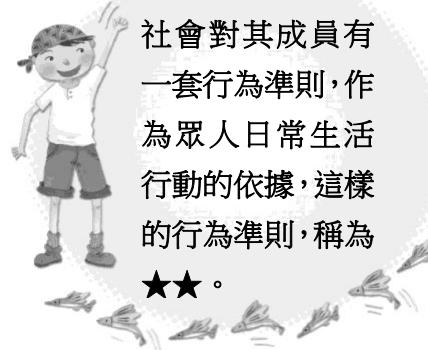 社會對其成員有
一套行為準則，作
為眾人日常生活
行動的依據，這樣
的行為準則，稱為
★★。